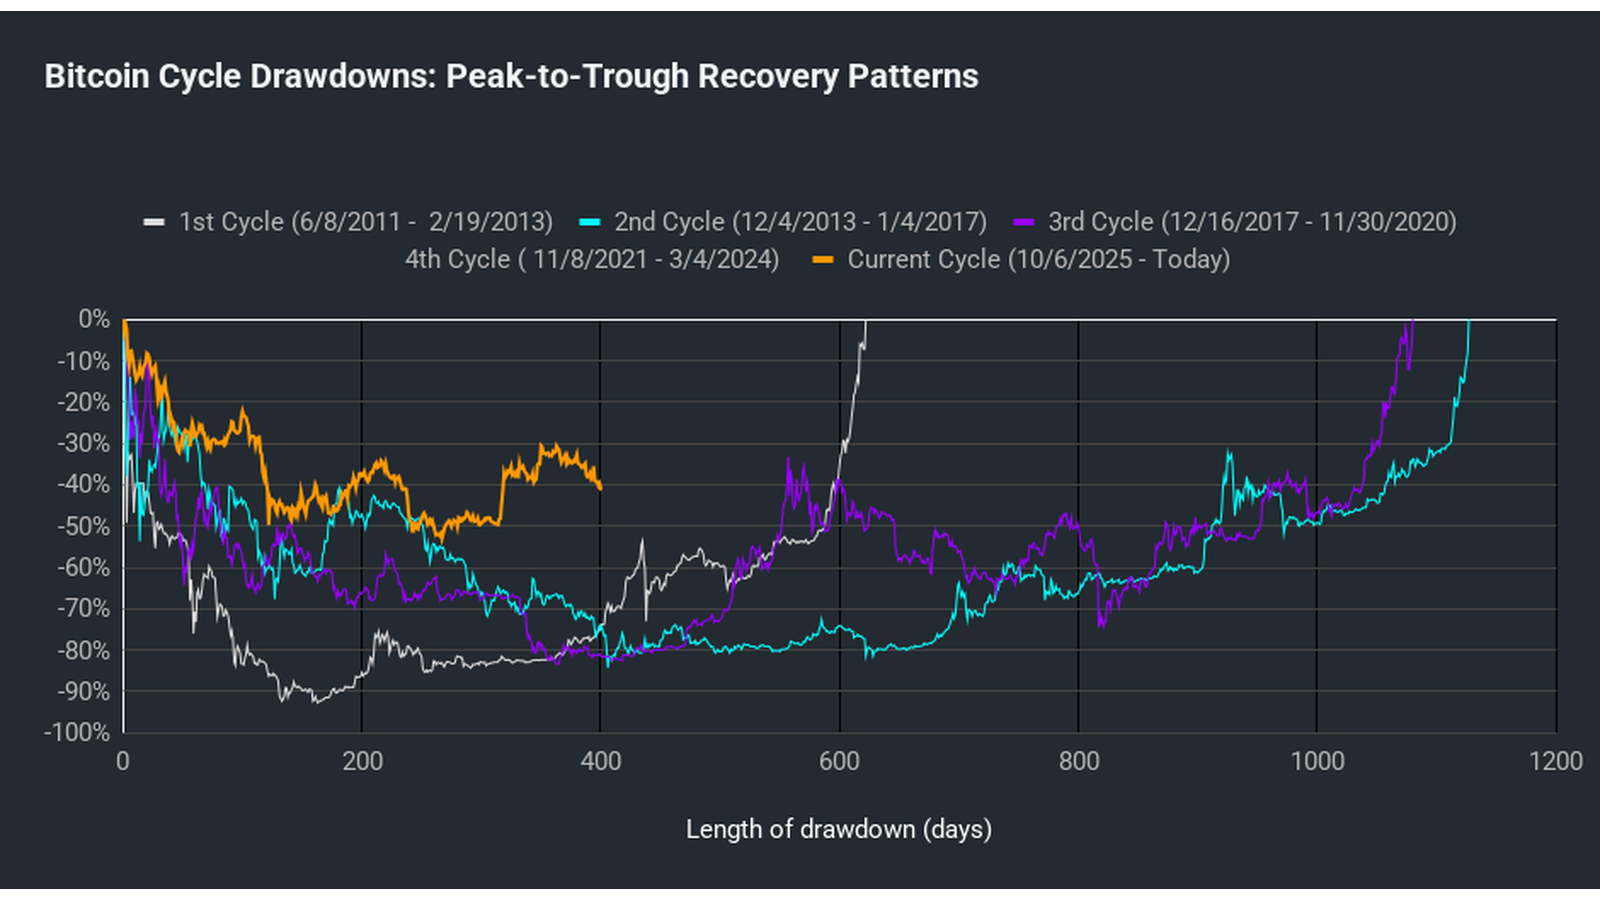 Bitcoin Cycle Drawdowns: Peak-to-Trough Recovery Patterns
1st Cycle (6/8/2011 - 2/19/2013) 2nd Cycle (12/4/2013 - 1/4/2017) 3rd Cycle (12/16/2017 - 11/30/2020)
4th Cycle ( 11/8/2021 - 3/4/2024) Current Cycle (10/6/2025 - Today)
0%
-10%
-20%
-30%
-40%
-50%
-60%
-70%
-80%
-90%
-100%
0 200 400 600 800 1000 1200
Length of drawdown (days)